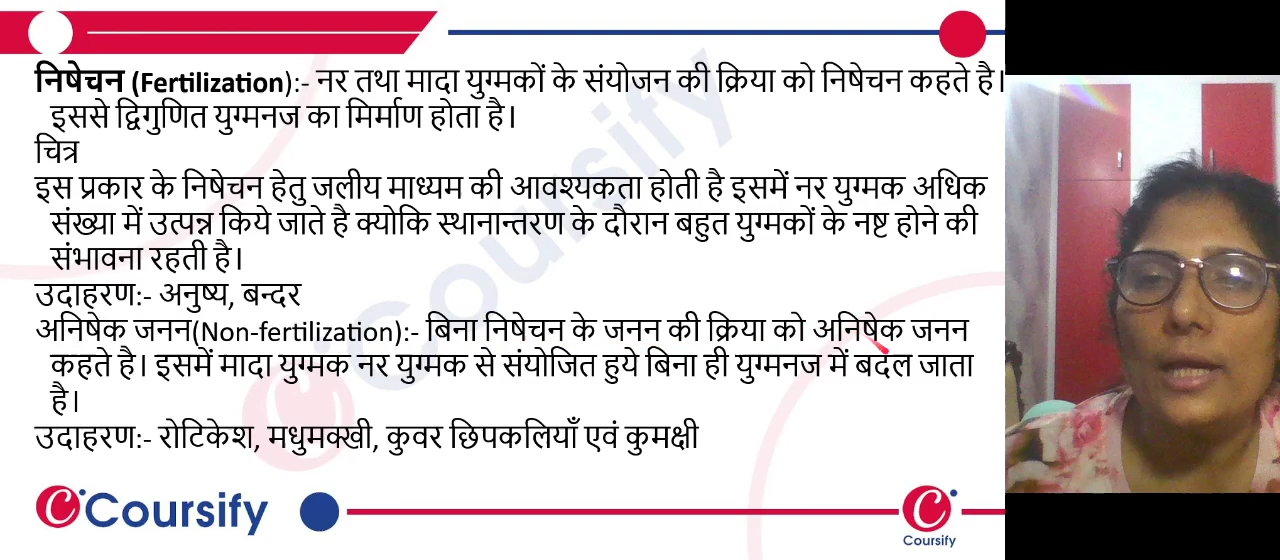 निषेचन (Fertilization):- नर तथा मादा युग्मकों के संयोजन की क्रिया को निषेचन कहते है।
इससे द्विगुणित युग्मनज का मिर्माण होता है।
चित्र
इस प्रकार के निषेचन हेतु जलीय माध्यम की आवश्यकता होती है इसमें नर युग्मक अधिक
संख्या में उत्पन्न किये जाते है क्योकि स्थानान्तरण के दौरान बहुत युग्मकों के नष्ट होने की
संभावना रहती है।
उदाहरण:- अनुष्य, बन्दर
अनिषेक जनन(Non-fertilization):- बिना निषेचन के जनन की क्रिया को अनिषेक जनन
कहते है। इसमें मादा युग्मक नर युग्मक से संयोजित हुये बिना ही युग्मनज में बदल जाता
है।
उदाहरण:- रोटिकेश, मधुमक्खी, कुवर छिपकलियाँ एवं कुमक्षी
Coursify
Coursify
Coursify